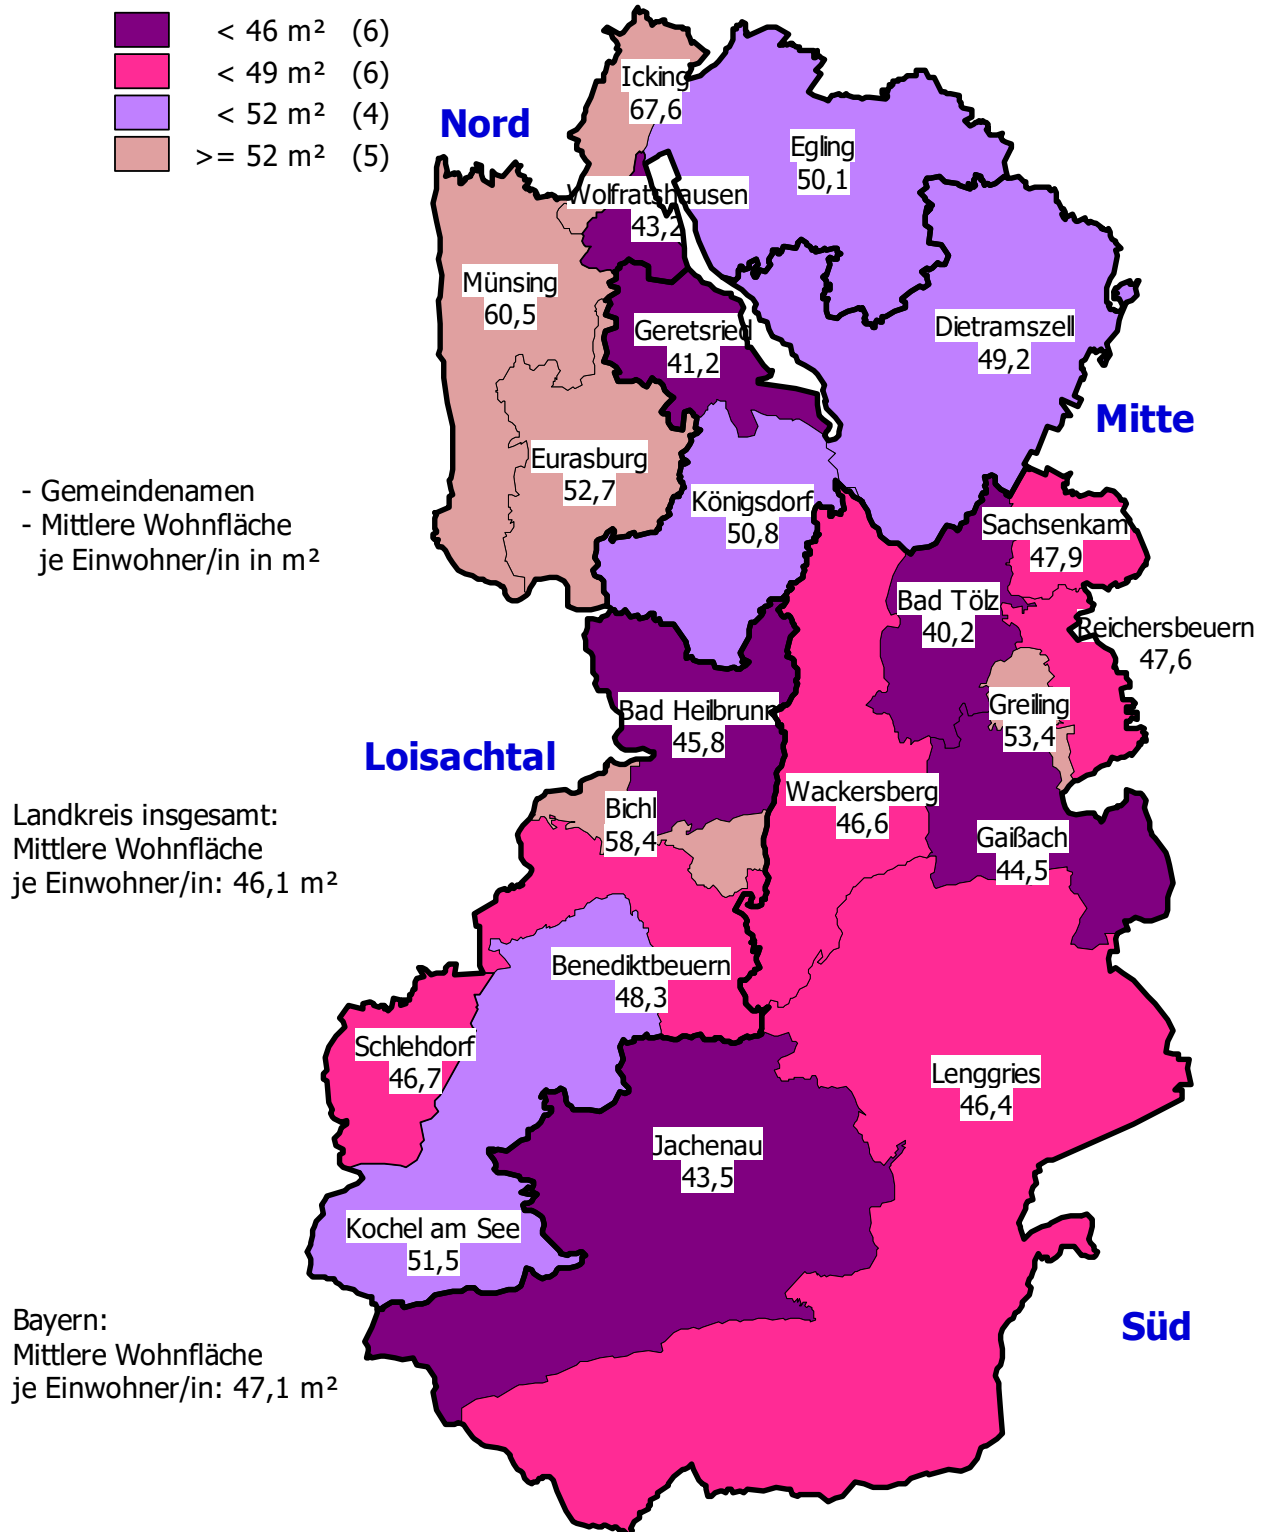 < 46 m² (6)
< 49 m² (6)
< 52 m² (4)
>= 52 m² (5)
Nord
Icking
67,6
Egling
50,1
Wolfratshausen
43,2
Münsing
60,5
Geretsried
41,2
Dietramszell
49,2
Mitte
Eurasburg
52,7
- Gemeindenamen
- Mittlere Wohnfläche
je Einwohner/in in m²
Königsdorf
50,8
Sachsenkam
47,9
Bad Tölz
40,2
Reichersbeuern
47,6
Greiling
53,4
Bad Heilbrunn
45,8
Loisachtal
Wackersberg
46,6
Bichl
58,4
Landkreis insgesamt:
Mittlere Wohnfläche
je Einwohner/in: 46,1 m²
Gaißach
44,5
Benediktbeuern
48,3
Schlehdorf
46,7
Lenggries
46,4
Jachenau
43,5
Kochel am See
51,5
Bayern:
Mittlere Wohnfläche
je Einwohner/in: 47,1 m²
Süd